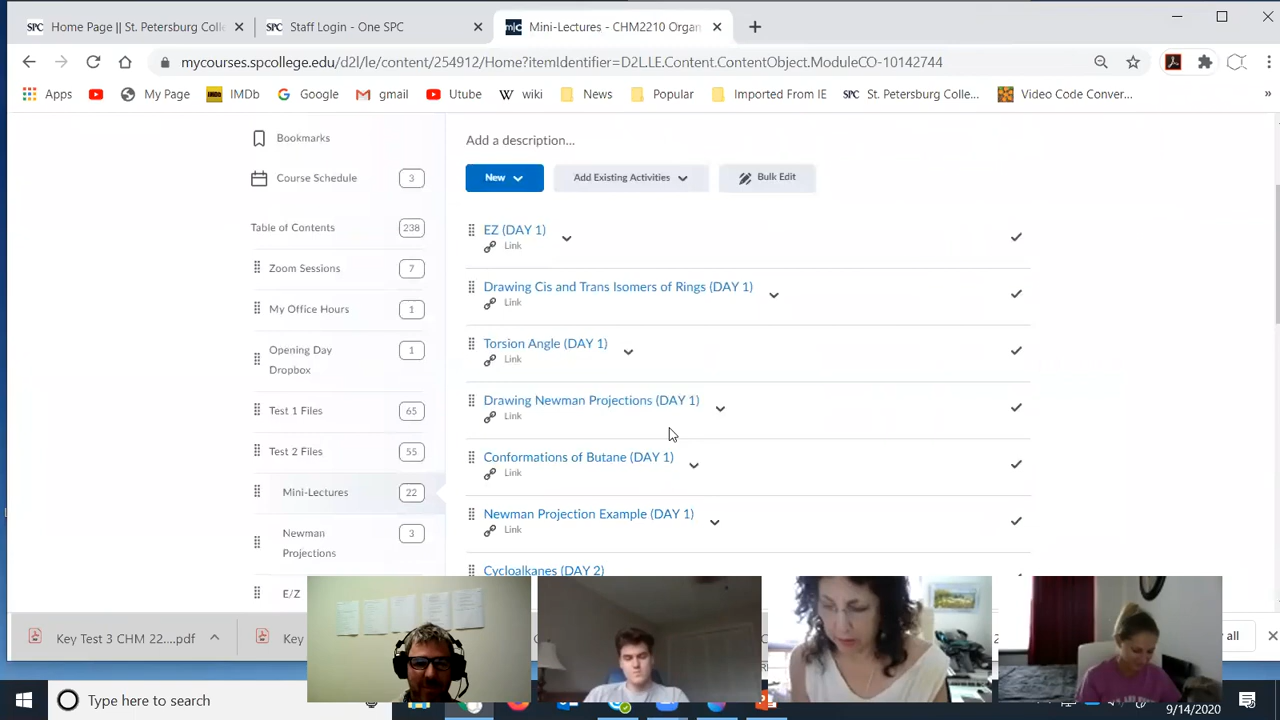 Home Page || St. Petersburg Colle
Staff Login - One SPC
Mini-Lectures - CHM2210 Organ
mycourses.spcollege.edu/d2l/le/content/254912/Home?itemIdentifier=D2L.LE.Content.ContentObject.ModuleCO-10142744
Apps My Page IMDb Google gmail Utube wiki News Popular Imported From IE SPC St. Petersburg Colle... Video Code Conver... »
Bookmarks
Course Schedule 3
Table of Contents 238
Zoom Sessions 7
My Office Hours 1
Opening Day 1
Dropbox
Test 1 Files 65
Test 2 Files 55
Mini-Lectures 22
Newman 3
Projections
E/Z
Add a description...
New Add Existing Activities Bulk Edit
EZ (DAY 1)
Link
Drawing Cis and Trans Isomers of Rings (DAY 1)
Link
Torsion Angle (DAY 1)
Link
Drawing Newman Projections (DAY 1)
Link
Conformations of Butane (DAY 1)
Link
Newman Projection Example (DAY 1)
Link
Cycloalkanes (DAY 2)
Key Test 3 CHM 22....pdf
Key
all
Type here to search
9/14/2020